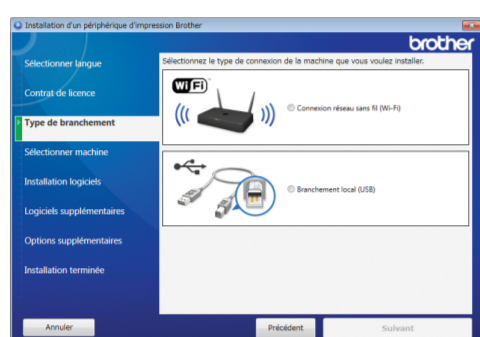 Installation d'un périphérique d'impression Brother
brother
Sélectionner langue
Contrat de licence
Type de branchement
Sélectionner machine
Installation logiciels
Logiciels supplémentaires
Options supplémentaires
Installation terminée
Sélectionnez le type de connexion de la machine que vous voulez installer.
WiFi
Connexion réseau sans fil (Wi-Fi)
Branchement local (USB)
Annuler
Précédent
Suivant